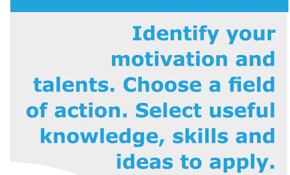 Identify your
motivation and
talents. Choose a field
of action. Select useful
knowledge, skills and
ideas to apply.